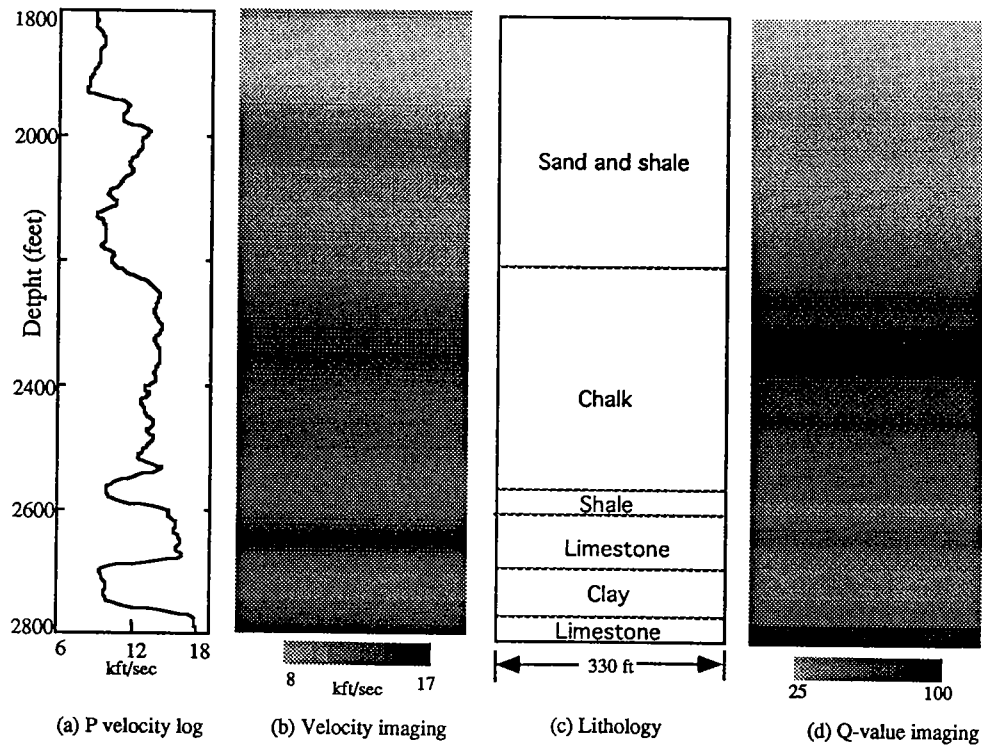 1800
2000
Detpht (feet)
2400
2600
2800
6
12
18
kft/sec
8
kft/sec
17
Sand and shale
Chalk
Shale
Limestone
Clay
Limestone
330 ft
25
100
(a) P velocity log
(b) Velocity imaging
(c) Lithology
(d) Q-value imaging